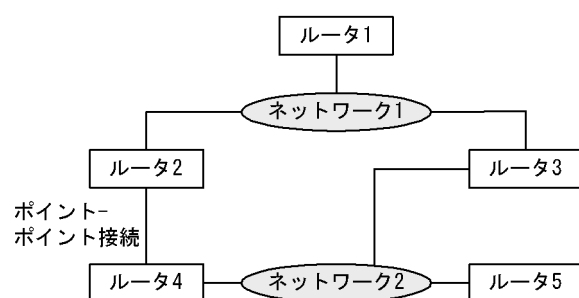 ルータ1
ネットワーク1
ルータ2
ルータ3
ポイント-
ポイント接続
ルータ4
ネットワーク2
ルータ5